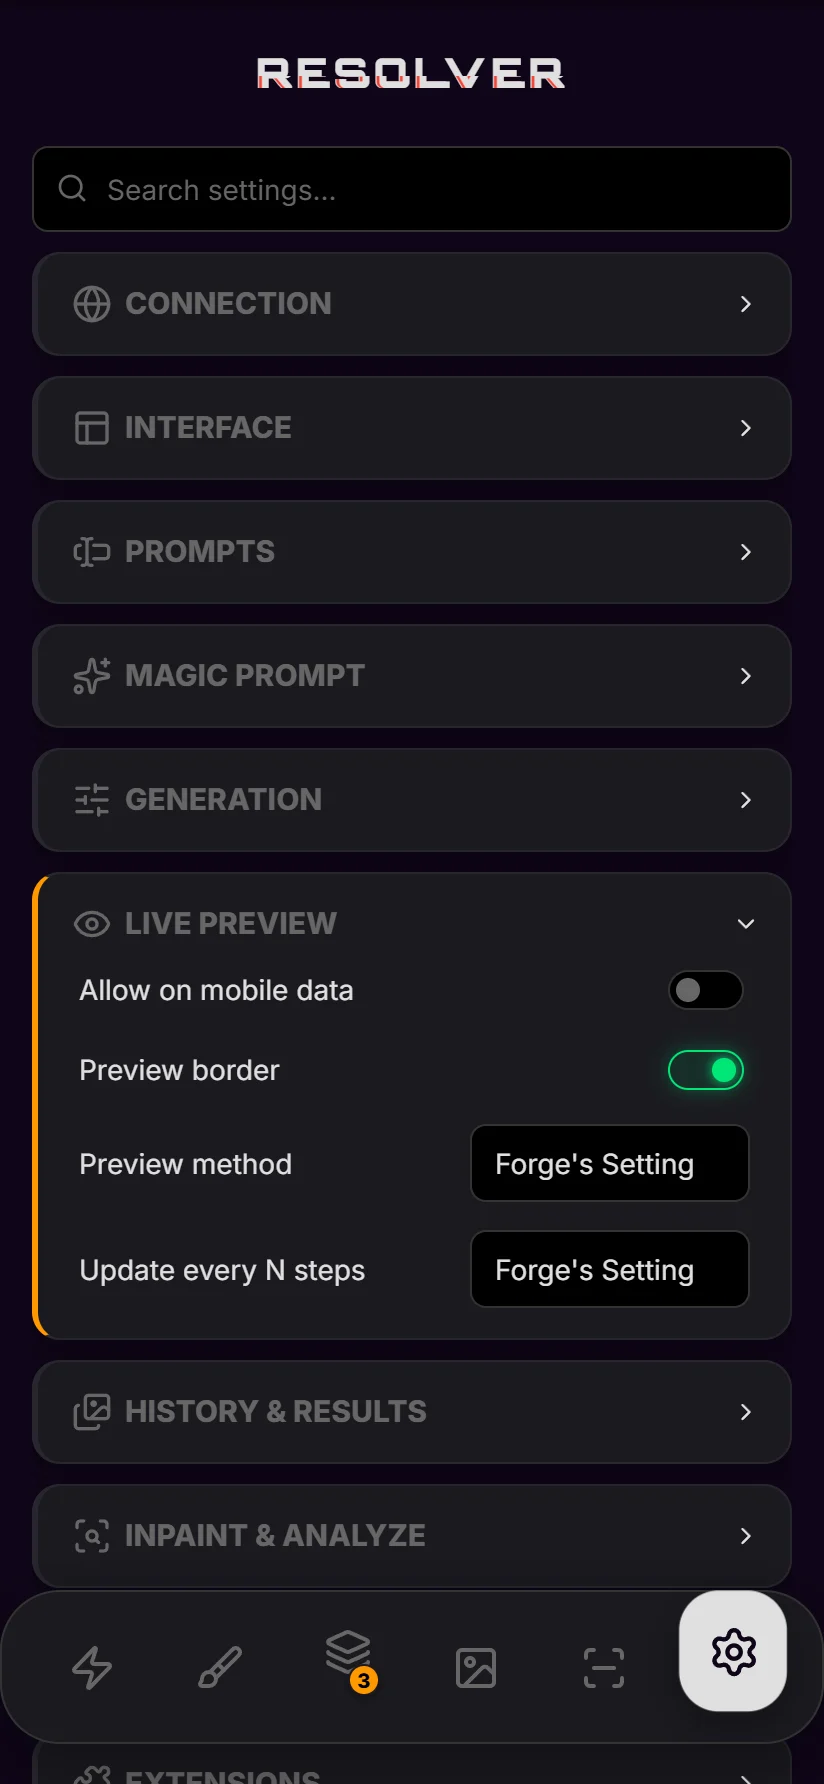 RESOLVER
Search settings...
CONNECTION
INTERFACE
PROMPTS
MAGIC PROMPT
GENERATION
LIVE PREVIEW
Allow on mobile data
Preview border
Preview method
Forge's Setting
Update every N steps
Forge's Setting
HISTORY & RESULTS
INPAINT & ANALYZE
3
EXTENSIONS